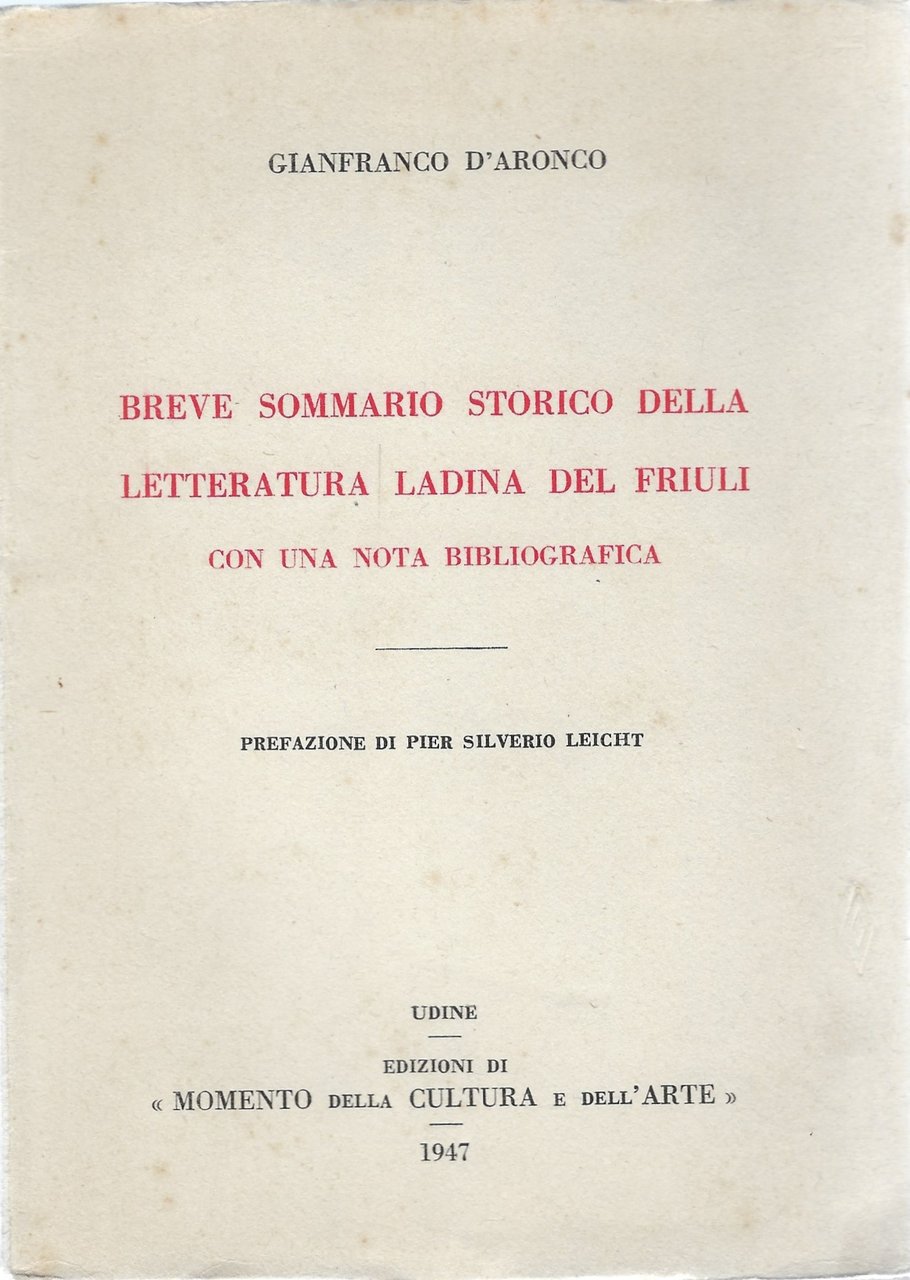 GIANFRANCO D'ARONCO
BREVE SOMMARIO STORICO DELLA
LETTERATURA LADINA DEL FRIULI
CON UNA NOTA BIBLIOGRAFICA
PREFAZIONE DI PIER SILVERIO LEICHT
UDINE
EDIZIONI DI
« MOMENTO DELLA CULTURA E DELL'ARTE »
1947